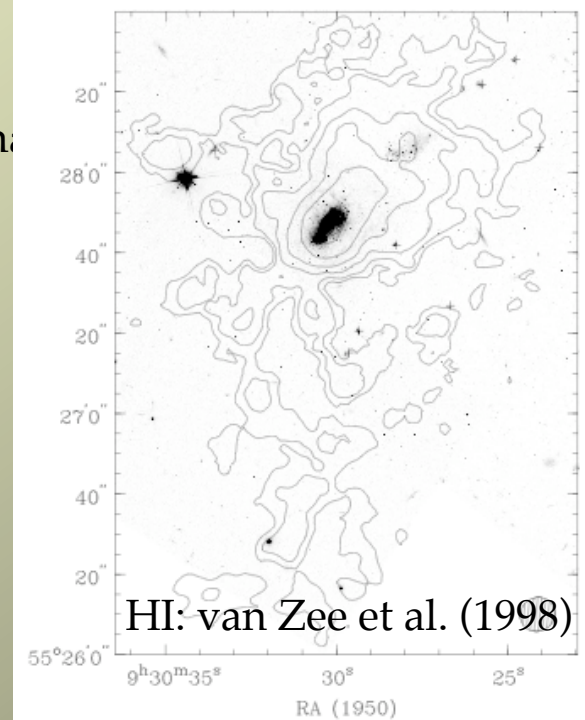 20"
28'0"
40"
20"
27'0"
40"
20"
HI: van Zee et al. (1998)
55°26'0"
9ʰ30ᵐ35ˢ 30ˢ 25ˢ
RA (1950)